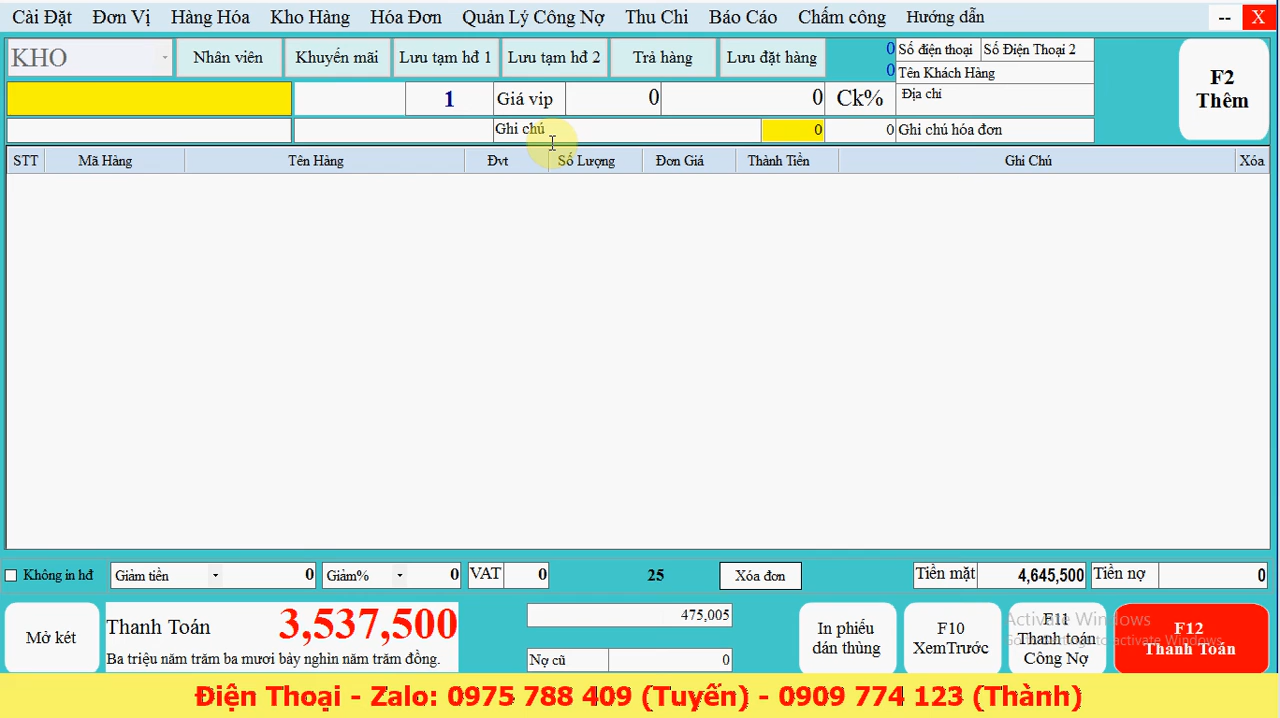 Cài Đặt Đơn Vị Hàng Hóa Kho Hàng Hóa Đơn Quản Lý Công Nợ Thu Chi Báo Cáo Chấm công Hướng dẫn -- X
KHO Nhân viên Khuyến mãi Lưu tạm hđ 1 Lưu tạm hđ 2 Trả hàng Lưu đặt hàng 0 Số điện thoại Số Điện Thoại 2
0 Tên Khách Hàng
F2
Thêm
1 Giá vip 0 0 Ck% Địa chỉ
Ghi chú 0 0 Ghi chú hóa đơn
STT Mã Hàng Tên Hàng Đvt Số Lượng Đơn Giá Thành Tiền Ghi Chú Xóa
Không in hđ Giảm tiền 0 Giảm% 0 VAT 0 25 Xóa đơn Tiền mặt 4,645,500 Tiền nợ 0
Mở két Thanh Toán 3,537,500
Ba triệu năm trăm ba mươi bảy nghìn năm trăm đồng.
475,005
Nợ cũ 0
In phiếu
dán thùng
F10
XemTrước
F11
Thanh toán
Công Nợ
F12
Thanh Toán
Activate Windows
Go to Settings to activate Windows.
Điện Thoại - Zalo: 0975 788 409 (Tuyến) - 0909 774 123 (Thành)